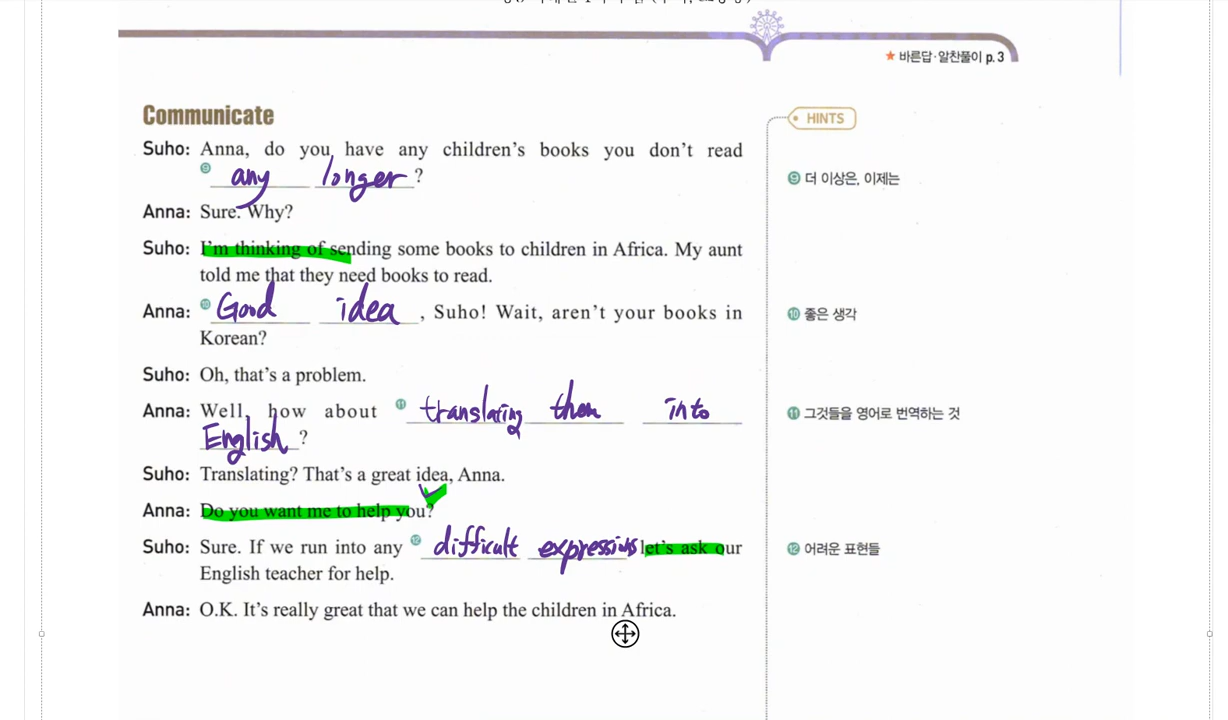 ★ 바른답·알찬풀이 p. 3
Communicate
HINTS
Suho: Anna, do you have any children's books you don't read
⑨ any longer ?
⑨ 더 이상은, 이제는
Anna: Sure. Why?
Suho: I'm thinking of sending some books to children in Africa. My aunt
told me that they need books to read.
Anna: ⑩ Good idea , Suho! Wait, aren't your books in
⑩ 좋은 생각
Korean?
Suho: Oh, that's a problem.
Anna: Well, how about ⑪ translating them into
⑪ 그것들을 영어로 번역하는 것
English ?
Suho: Translating? That's a great idea, Anna.
Anna: Do you want me to help you?
Suho: Sure. If we run into any ⑫ difficult expressions let's ask our
⑫ 어려운 표현들
English teacher for help.
Anna: O.K. It's really great that we can help the children in Africa.